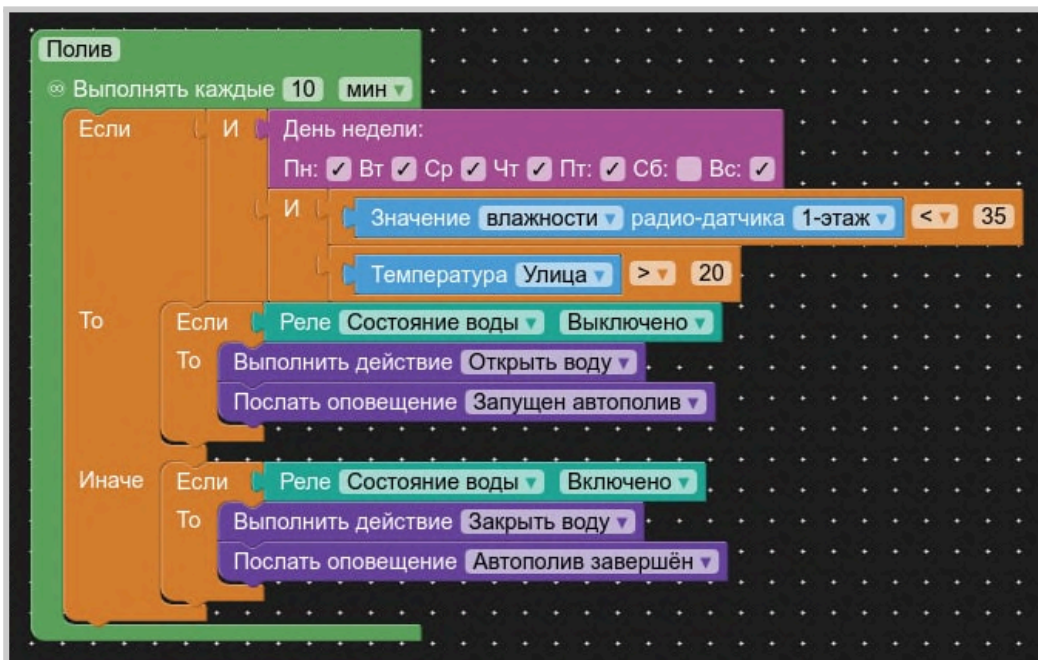 Полив
Выполнять каждые 10 мин
Если И День недели:
Пн: Вт Ср Чт Пт: Сб: Вс:
И Значение влажности радио-датчика 1-этаж < 35
Температура Улица > 20
То Если Реле Состояние воды Выключено
То Выполнить действие Открыть воду
Послать оповещение Запущен автополив
Иначе Если Реле Состояние воды Включено
То Выполнить действие Закрыть воду
Послать оповещение Автополив завершён